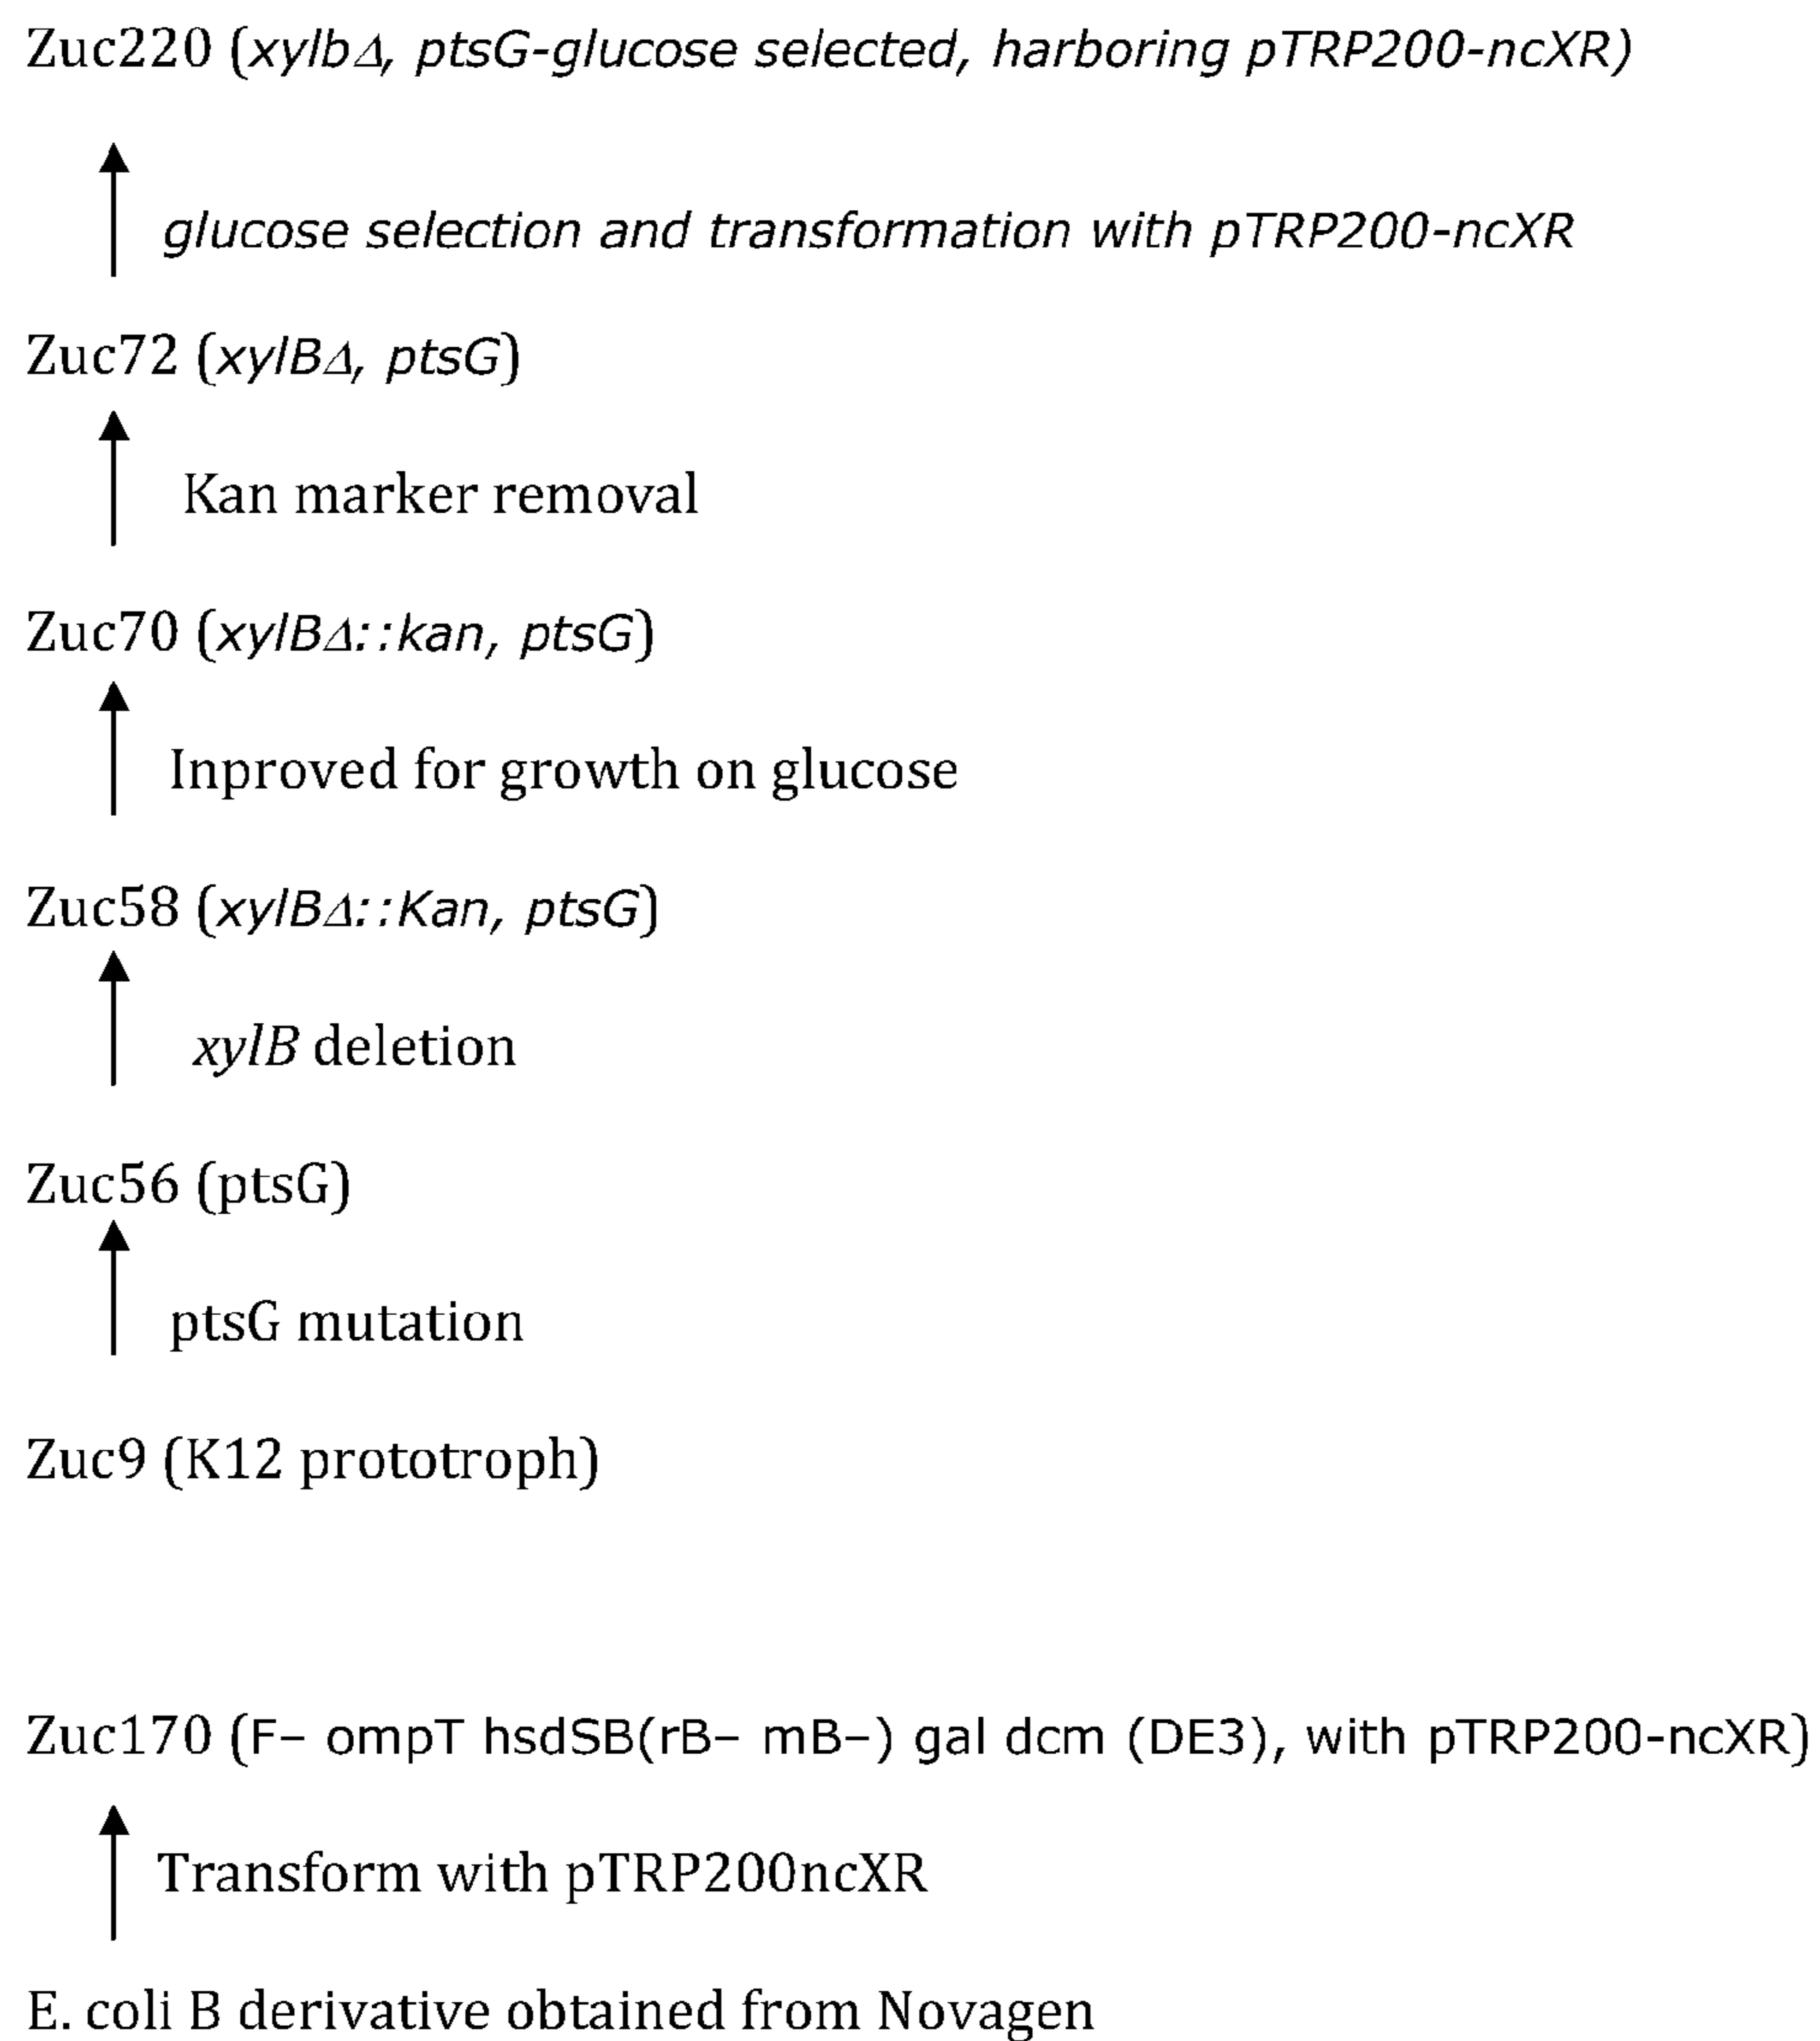 Zuc220 (xylbΔ, ptsG-glucose selected, harboring pTRP200-ncXR)
glucose selection and transformation with pTRP200-ncXR
Zuc72 (xylBΔ, ptsG)
Kan marker removal
Zuc70 (xylBΔ::kan, ptsG)
Inproved for growth on glucose
Zuc58 (xylBΔ::Kan, ptsG)
xylB deletion
Zuc56 (ptsG)
ptsG mutation
Zuc9 (K12 prototroph)
Zuc170 (F– ompT hsdSB(rB– mB–) gal dcm (DE3), with pTRP200-ncXR)
Transform with pTRP200ncXR
E. coli B derivative obtained from Novagen